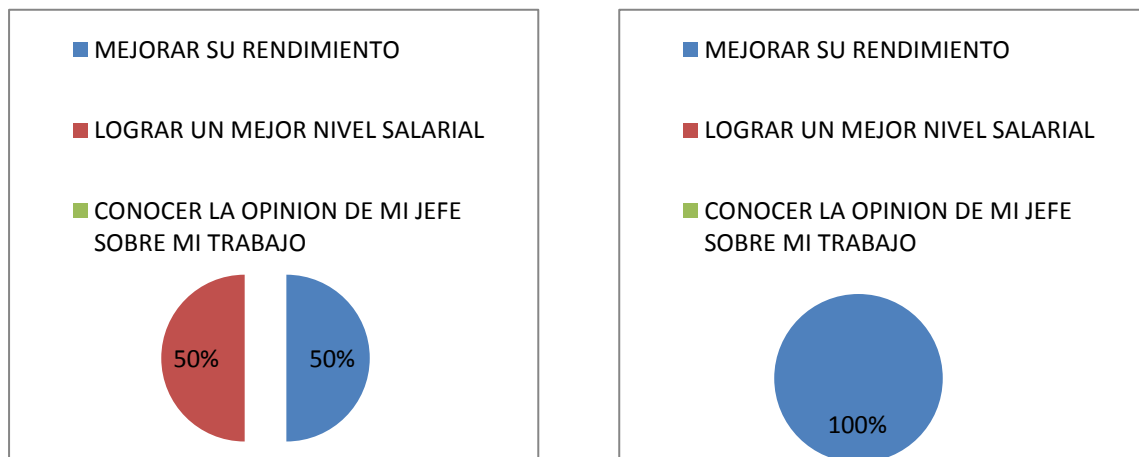 MEJORAR SU RENDIMIENTO
LOGRAR UN MEJOR NIVEL SALARIAL
CONOCER LA OPINION DE MI JEFE
SOBRE MI TRABAJO
50%
50%
MEJORAR SU RENDIMIENTO
LOGRAR UN MEJOR NIVEL SALARIAL
CONOCER LA OPINION DE MI JEFE
SOBRE MI TRABAJO
100%